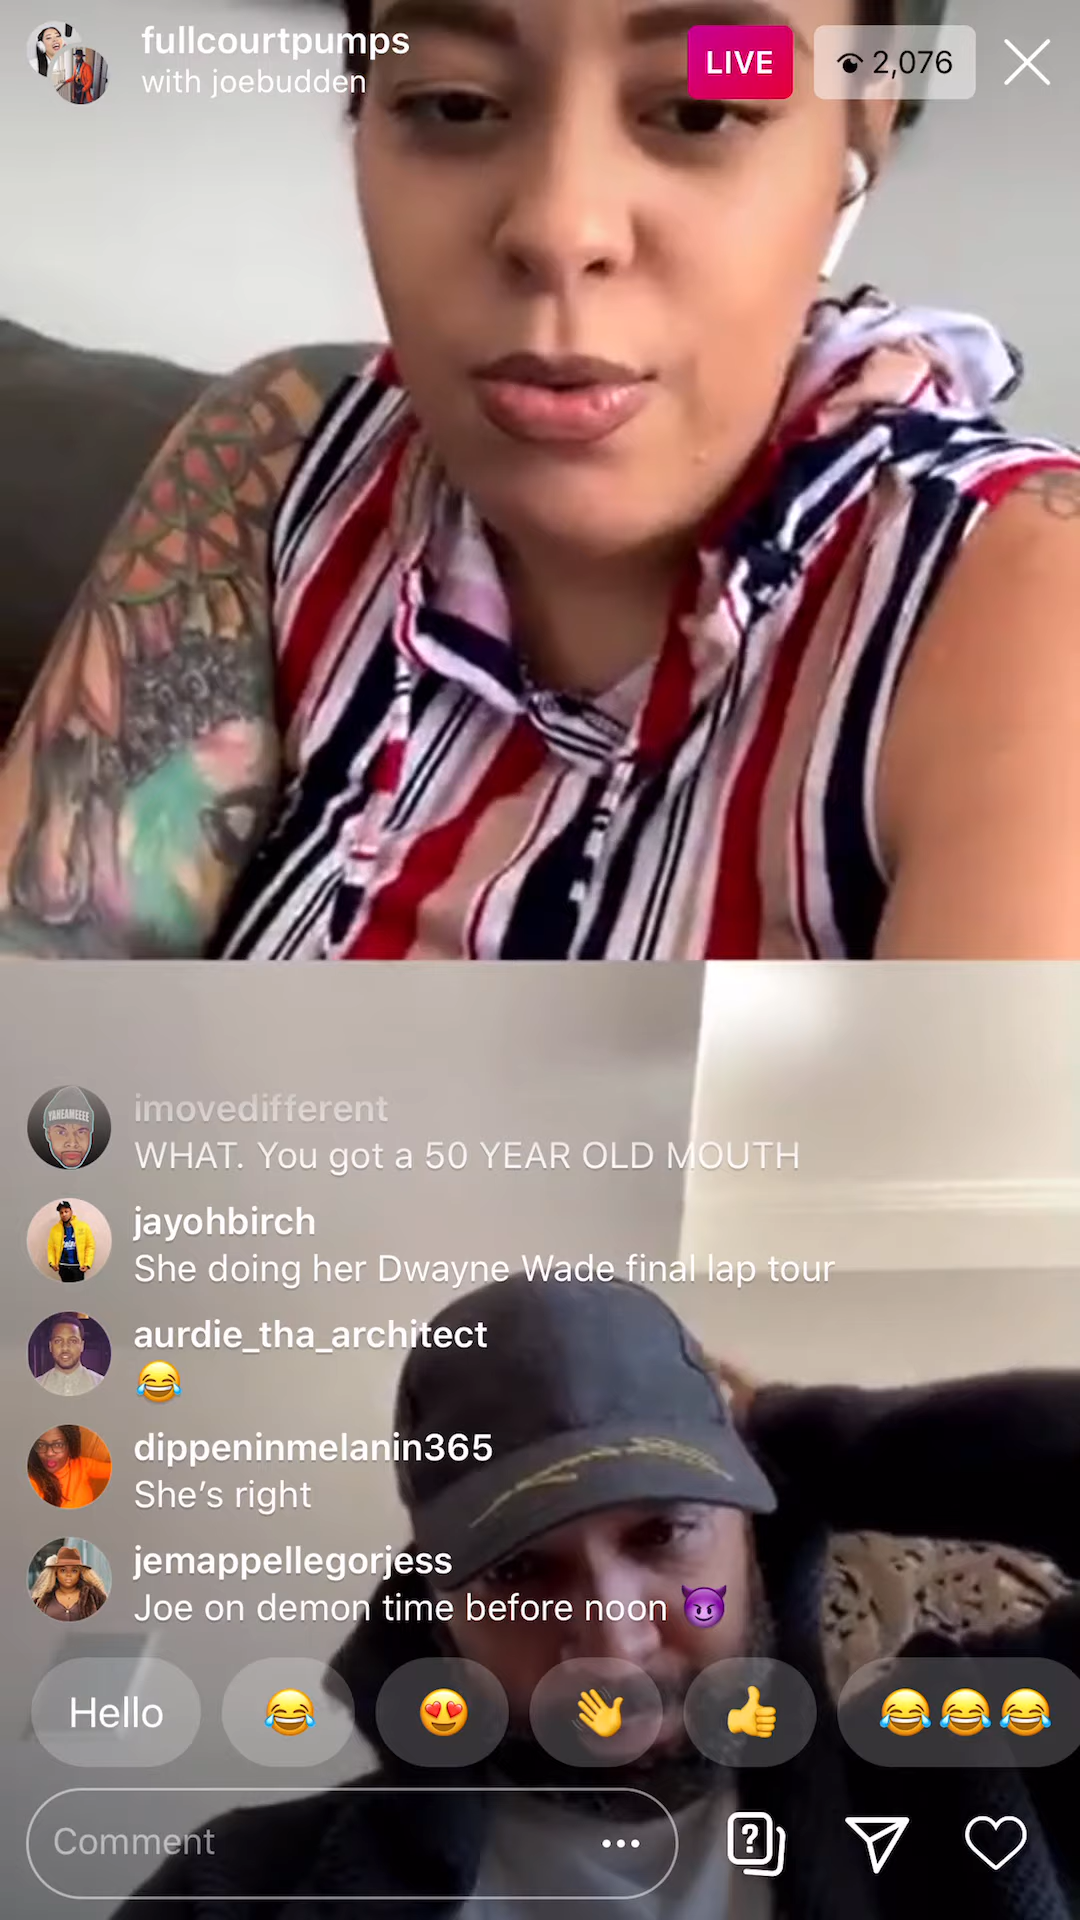 fullcourtpumps
with joebudden
LIVE
2,076
imovedifferent
YAHEAMEEE
WHAT. You got a 50 YEAR OLD MOUTH
jayohbirch
She doing her Dwayne Wade final lap tour
aurdie_tha_architect
😂
dippeninmelanin365
She’s right
jemappellegorjess
Joe on demon time before noon 😈
Hello 😂 😍 👋 👍 😂😂😂
Comment